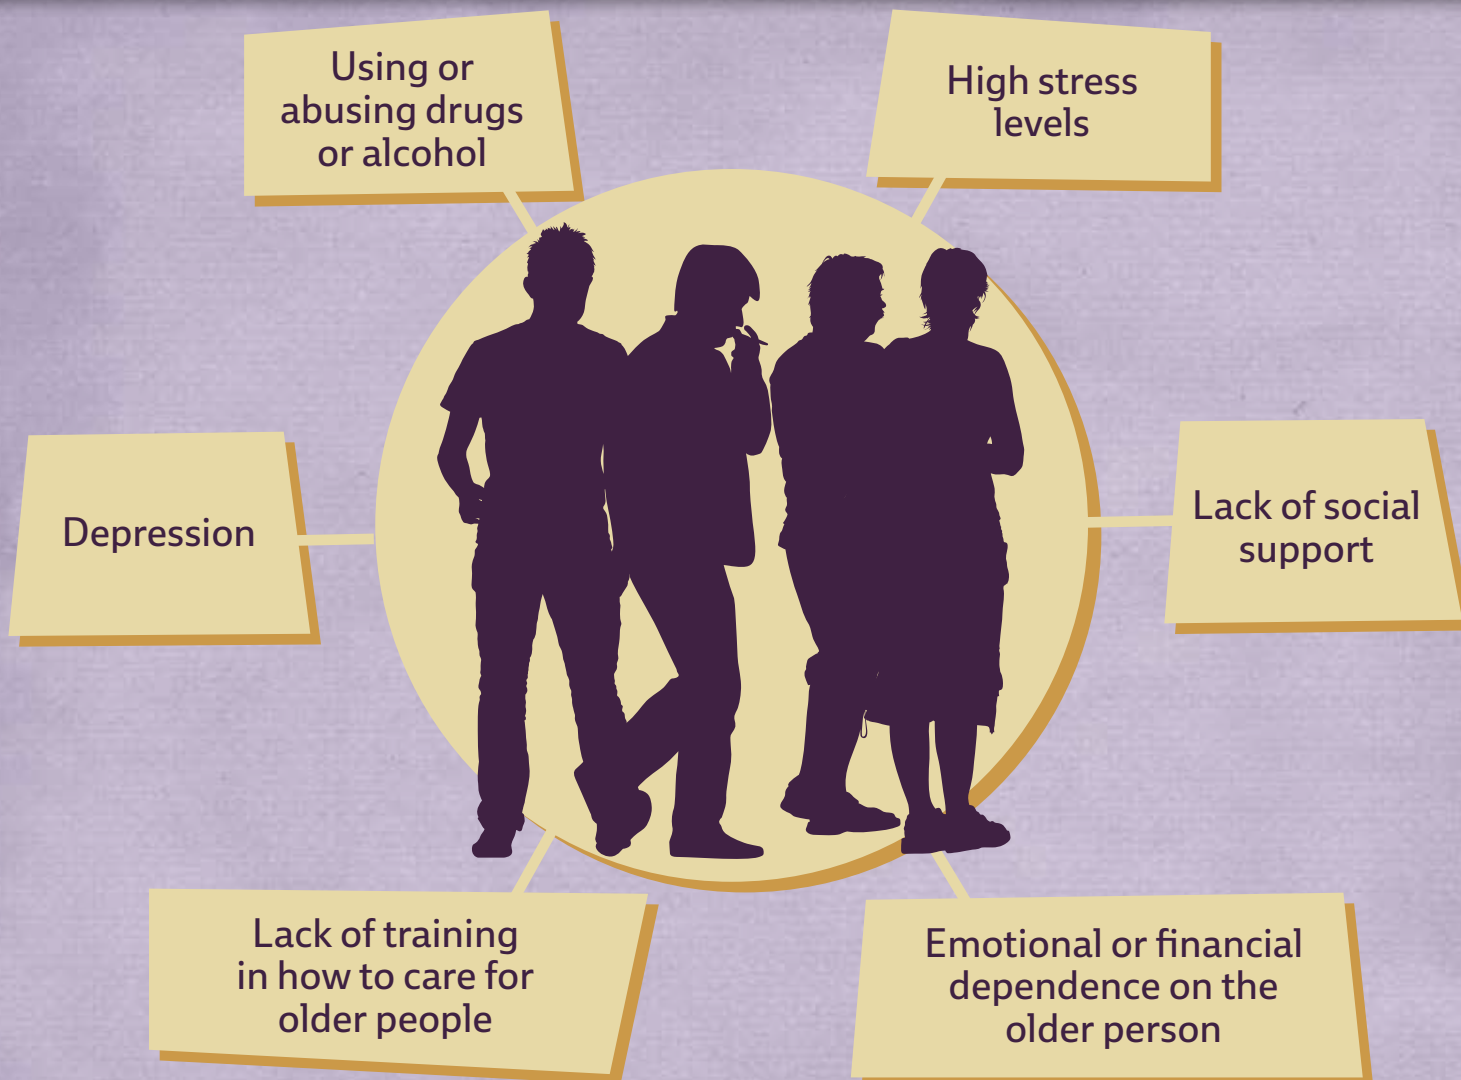 Using or
abusing drugs
or alcohol
High stress
levels
Depression
Lack of social
support
Lack of training
in how to care for
older people
Emotional or financial
dependence on the
older person